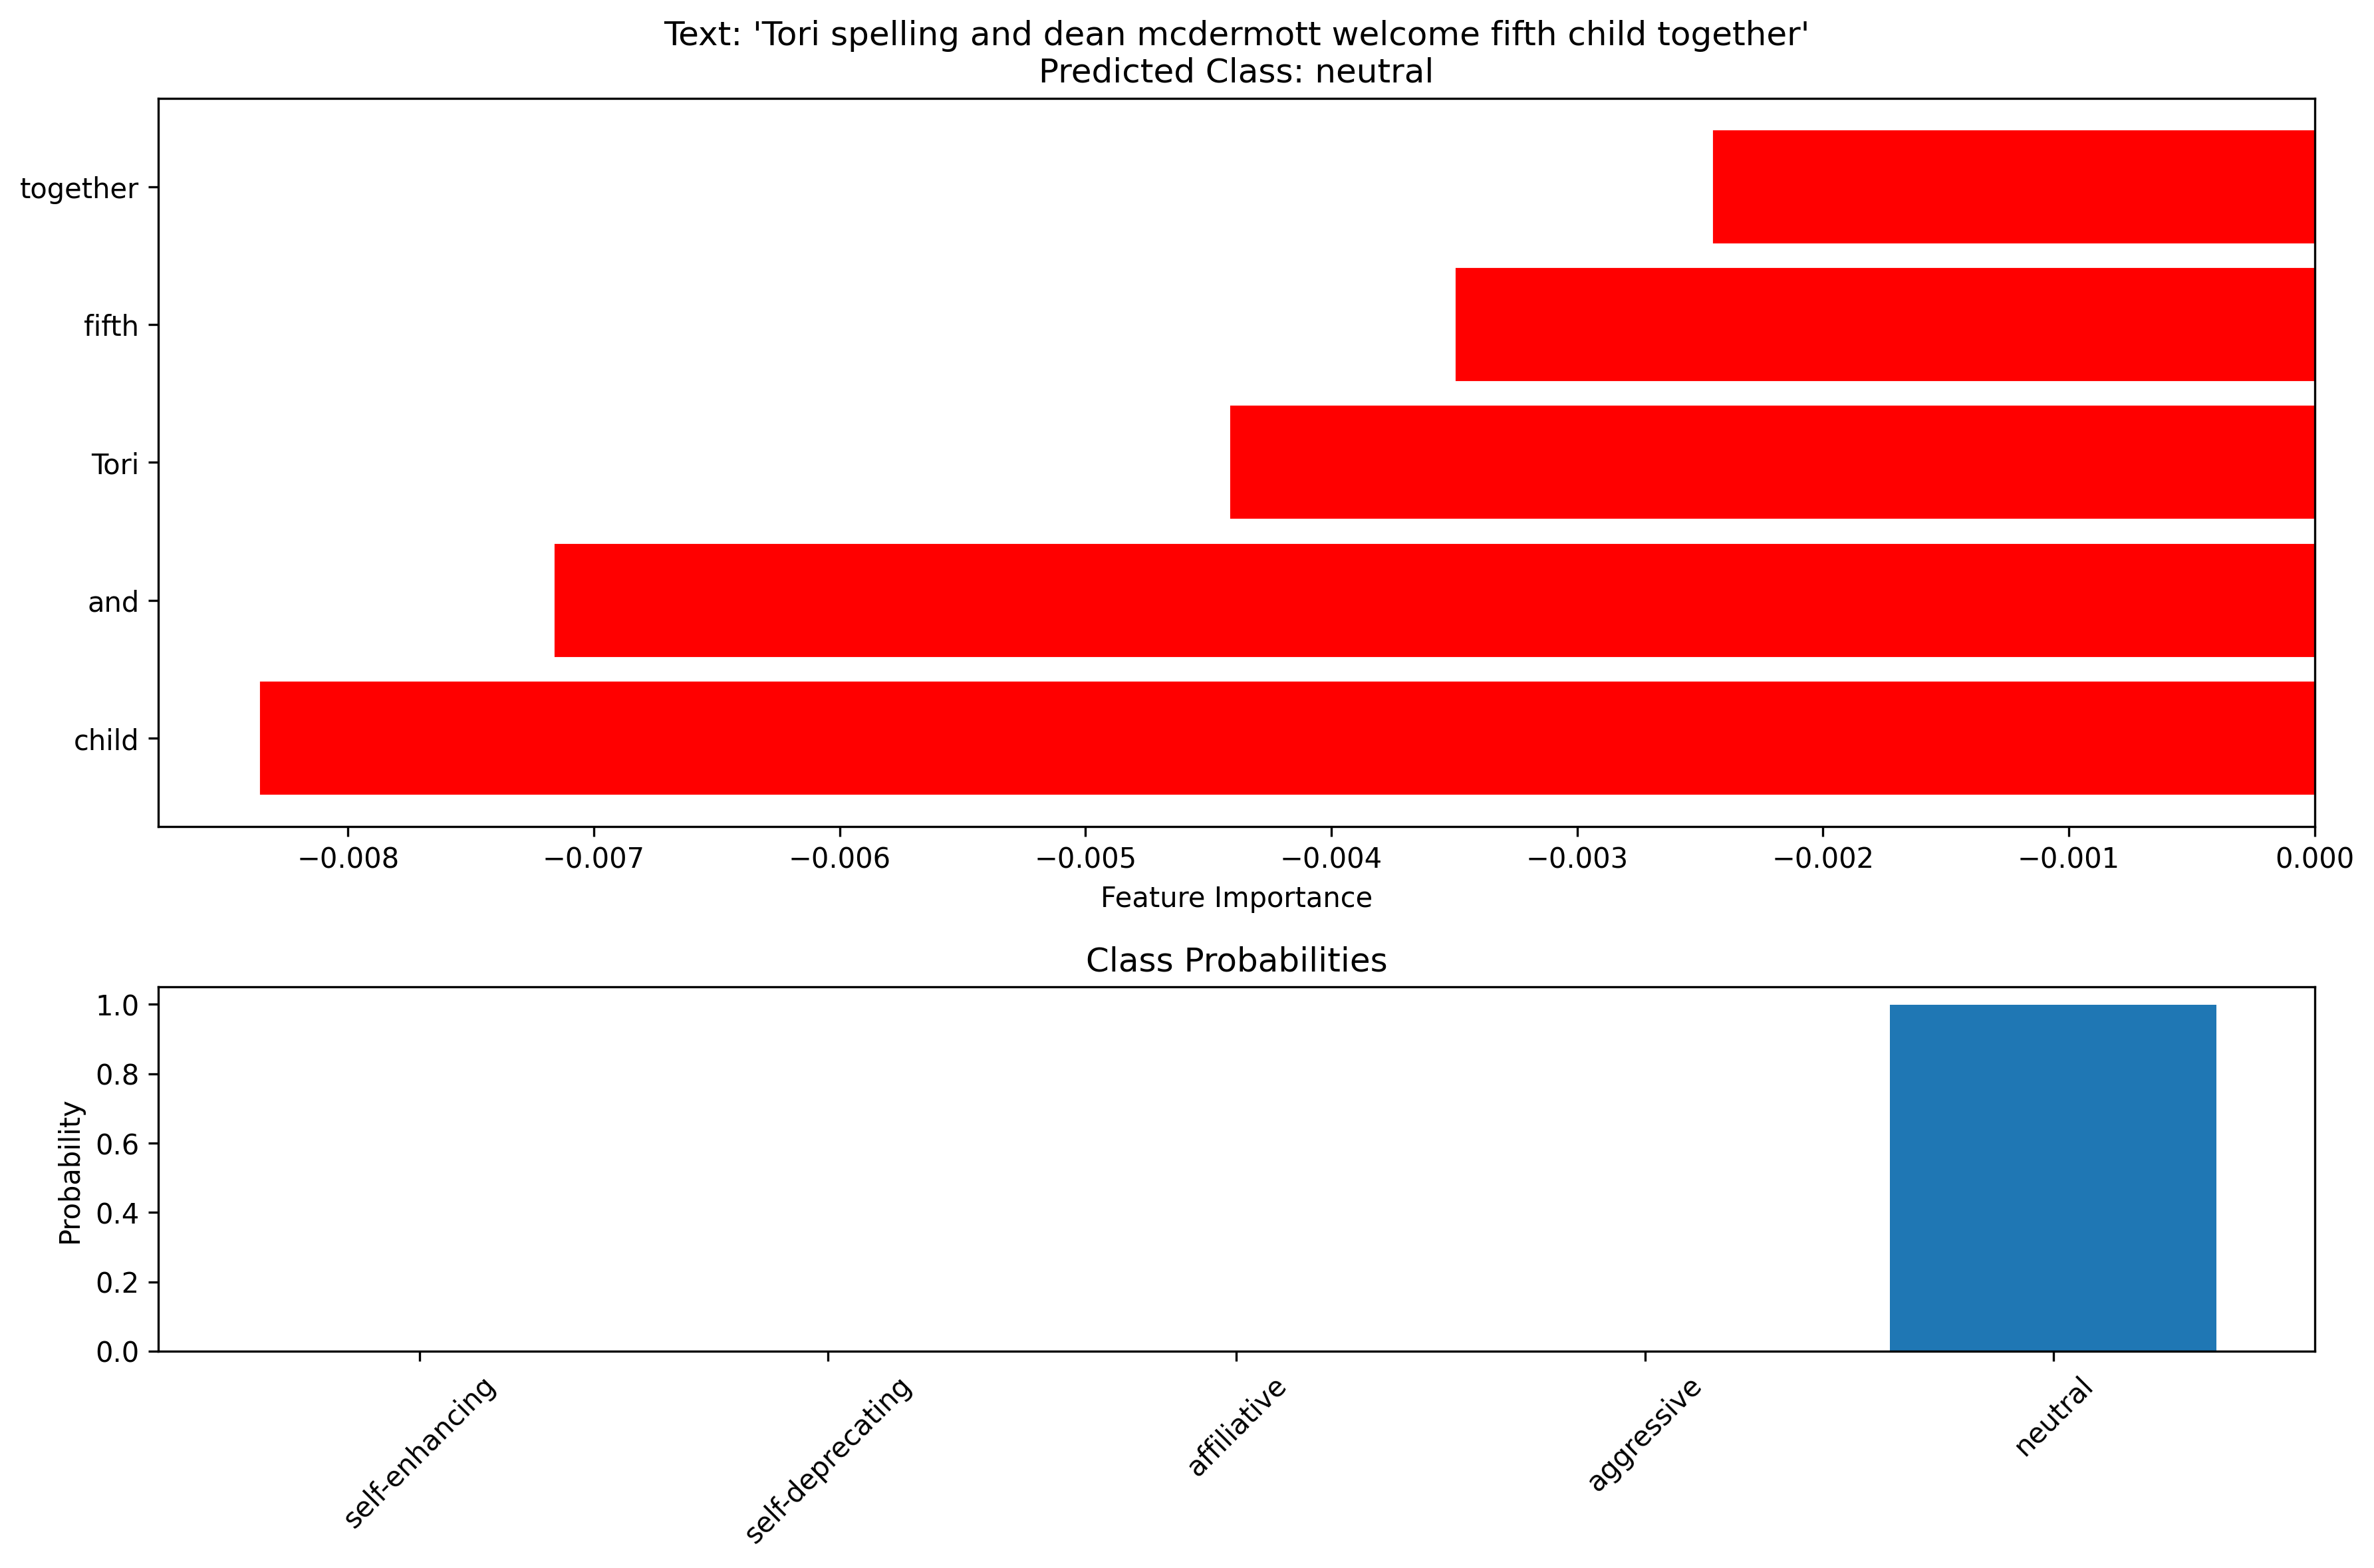 Text: 'Tori spelling and dean mcdermott welcome fifth child together'
Predicted Class: neutral
together
fifth
Tori
and
child
−0.008 −0.007 −0.006 −0.005 −0.004 −0.003 −0.002 −0.001 0.000
Feature Importance
Class Probabilities
1.0
0.8
0.6
0.4
0.2
0.0
Probability
self-enhancing self-deprecating affiliative aggressive neutral